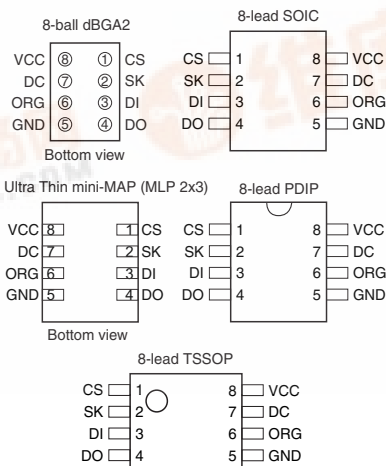 8-ball dBGA2
VCC 8 1 CS
DC 7 2 SK
ORG 6 3 DI
GND 5 4 DO
Bottom view
8-lead SOIC
CS 1 8 VCC
SK 2 7 DC
DI 3 6 ORG
DO 4 5 GND
Ultra Thin mini-MAP (MLP 2x3)
VCC 8 1 CS
DC 7 2 SK
ORG 6 3 DI
GND 5 4 DO
Bottom view
8-lead PDIP
CS 1 8 VCC
SK 2 7 DC
DI 3 6 ORG
DO 4 5 GND
8-lead TSSOP
CS 1 8 VCC
SK 2 7 DC
DI 3 6 ORG
DO 4 5 GND